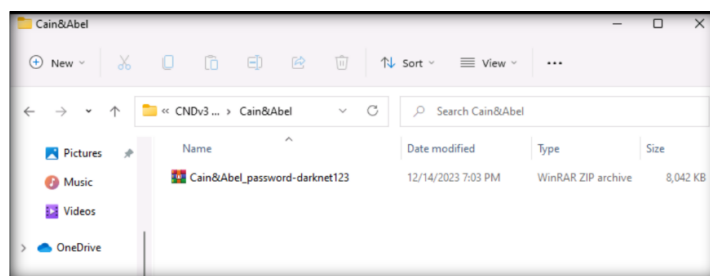 Cain&Abel
New
Sort
View
« CNDv3 ... > Cain&Abel
Search Cain&Abel
Name
Date modified
Type
Size
Pictures
Cain&Abel_password-darknet123
12/14/2023 7:03 PM
WinRAR ZIP archive
8,042 KB
Music
Videos
OneDrive